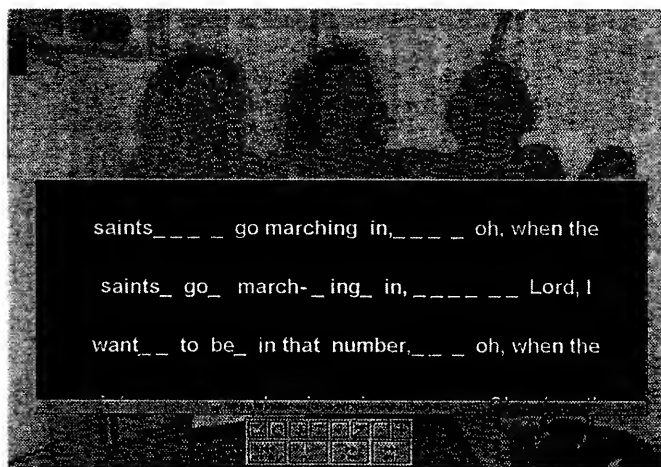 saints_ _ _ _ go marching in,_ _ _ _ oh, when the
saints_ go_ march-_ing_ in, _ _ _ _ _ _ Lord, I
want_ _ to be_ in that number,_ _ _ oh, when the